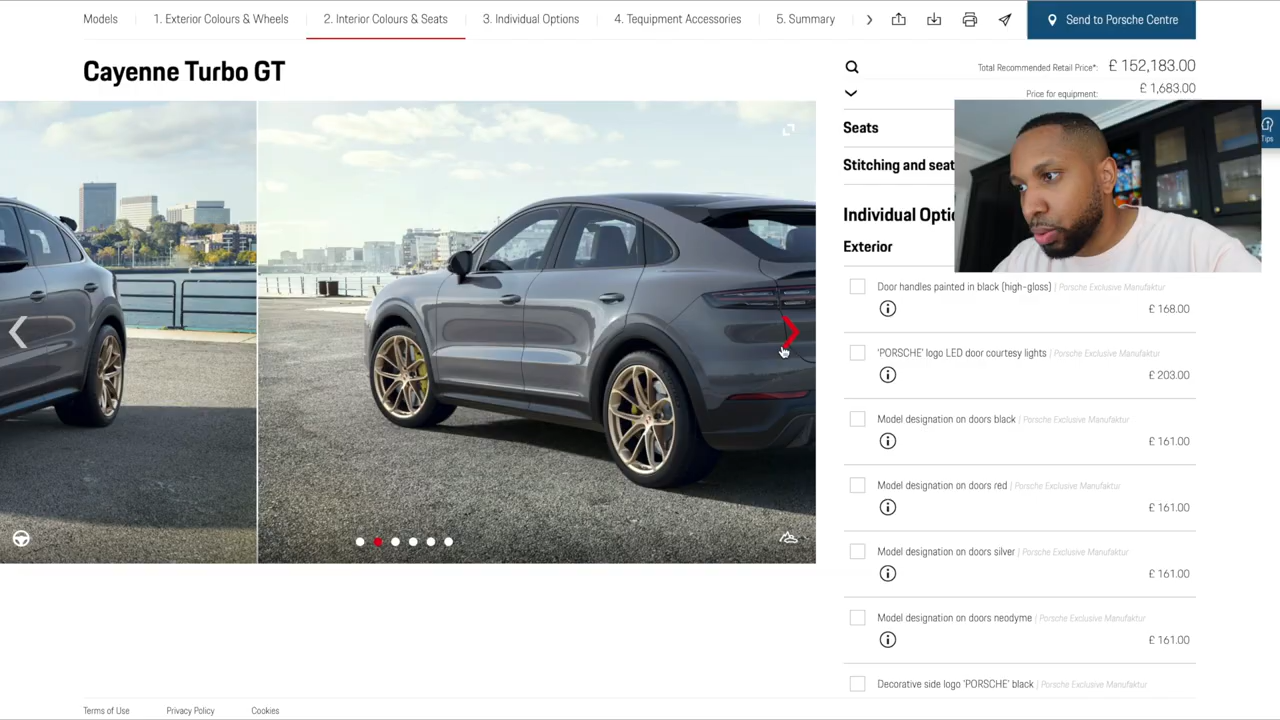 Models
1. Exterior Colours & Wheels
2. Interior Colours & Seats
3. Individual Options
4. Tequipment Accessories
5. Summary
Send to Porsche Centre
Cayenne Turbo GT
Total Recommended Retail Price*: £ 152,183.00
Price for equipment: £ 1,683.00
Tips
Seats
Stitching and seat
Individual Opti
Exterior
Door handles painted in black (high-gloss) | Porsche Exclusive Manufaktur
£ 168.00
'PORSCHE' logo LED door courtesy lights | Porsche Exclusive Manufaktur
£ 203.00
Model designation on doors black | Porsche Exclusive Manufaktur
£ 161.00
Model designation on doors red | Porsche Exclusive Manufaktur
£ 161.00
Model designation on doors silver | Porsche Exclusive Manufaktur
£ 161.00
Model designation on doors neodyme | Porsche Exclusive Manufaktur
£ 161.00
Decorative side logo 'PORSCHE' black | Porsche Exclusive Manufaktur
Terms of Use
Privacy Policy
Cookies